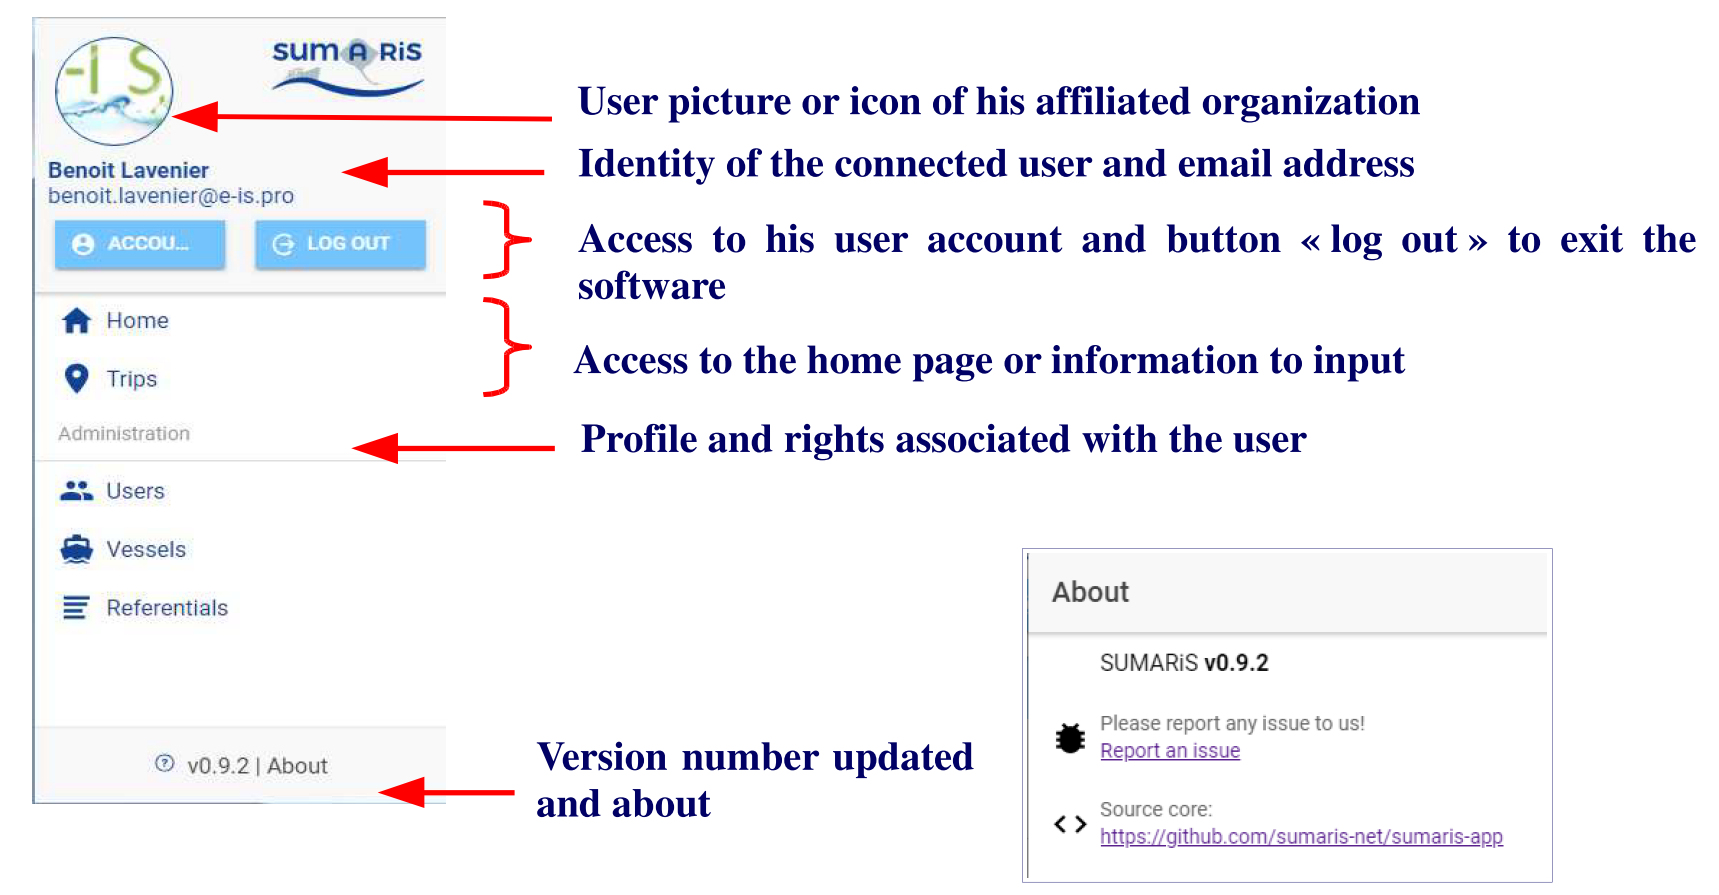 -I S.
sumARiS
User picture or icon of his affiliated organization
Benoit Lavenier
Identity of the connected user and email address
benoit.lavenier@e-is.pro
ACCOU...
LOG OUT
Access to his user account and button « log out » to exit the
software
Home
Trips
Access to the home page or information to input
Administration
Profile and rights associated with the user
Users
Vessels
Referentials
v0.9.2 | About
Version number updated
and about
About
SUMARiS v0.9.2
Please report any issue to us!
Report an issue
Source core:
https://github.com/sumaris-net/sumaris-app